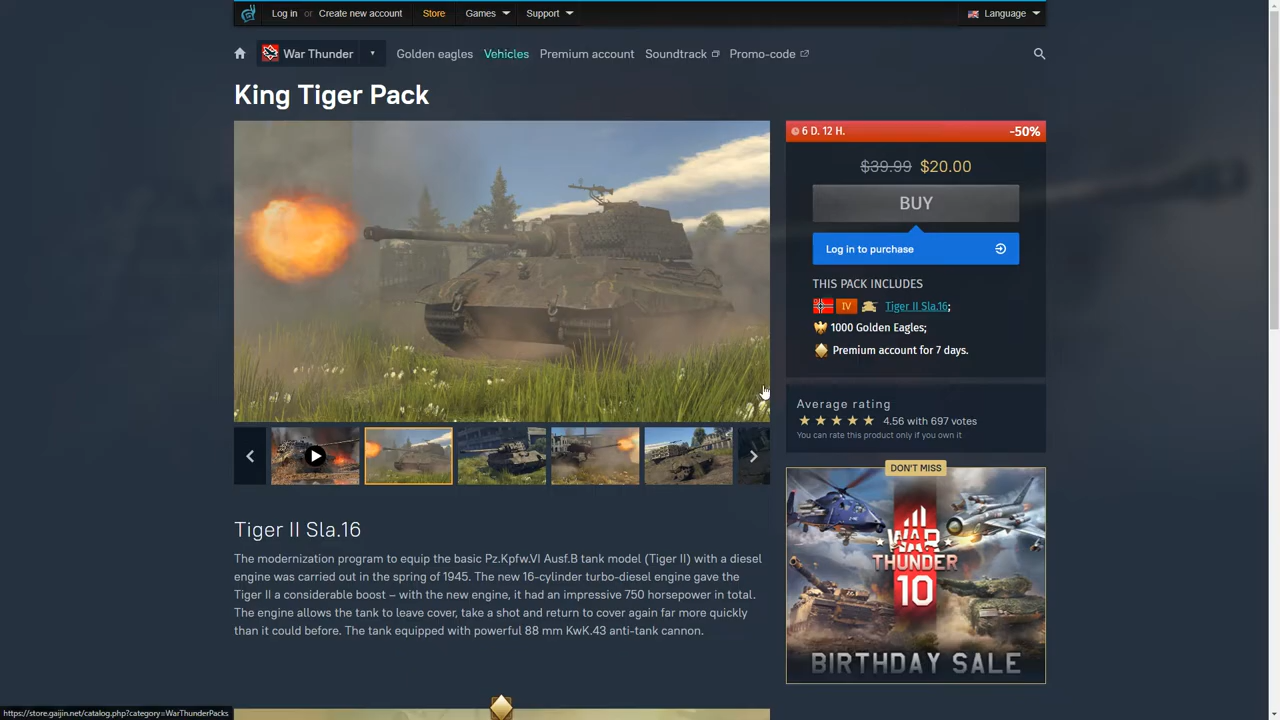 Log in or Create new account Store Games Support Language
War Thunder Golden eagles Vehicles Premium account Soundtrack Promo-code
King Tiger Pack
6 D. 12 H. -50%
$39.99 $20.00
BUY
Log in to purchase
THIS PACK INCLUDES
IV Tiger II Sla.16;
1000 Golden Eagles;
Premium account for 7 days.
Average rating
4.56 with 697 votes
You can rate this product only if you own it
DON'T MISS
WAR
THUNDER
10
BIRTHDAY SALE
Tiger II Sla.16
The modernization program to equip the basic Pz.Kpfw.VI Ausf.B tank model (Tiger II) with a diesel
engine was carried out in the spring of 1945. The new 16-cylinder turbo-diesel engine gave the
Tiger II a considerable boost – with the new engine, it had an impressive 750 horsepower in total.
The engine allows the tank to leave cover, take a shot and return to cover again far more quickly
than it could before. The tank equipped with powerful 88 mm KwK.43 anti-tank cannon.
https://store.gaijin.net/catalog.php?category=WarThunderPacks